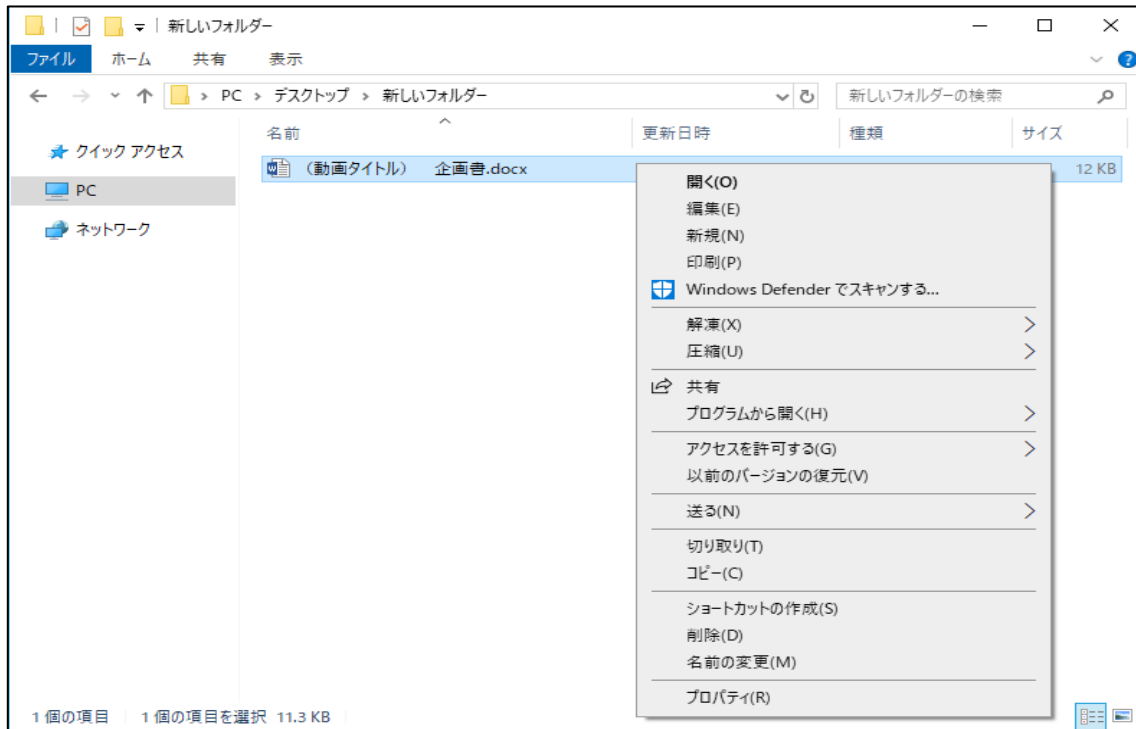 新しいフォルダー
ファイル ホーム 共有 表示
PC > デスクトップ > 新しいフォルダー 新しいフォルダーの検索
名前 更新日時 種類 サイズ
クイック アクセス
PC
ネットワーク
（動画タイトル） 企画書.docx 12 KB
開く(O)
編集(E)
新規(N)
印刷(P)
Windows Defender でスキャンする...
解凍(X)
圧縮(U)
共有
プログラムから開く(H)
アクセスを許可する(G)
以前のバージョンの復元(V)
送る(N)
切り取り(T)
コピー(C)
ショートカットの作成(S)
削除(D)
名前の変更(M)
プロパティ(R)
1 個の項目 1 個の項目を選択 11.3 KB